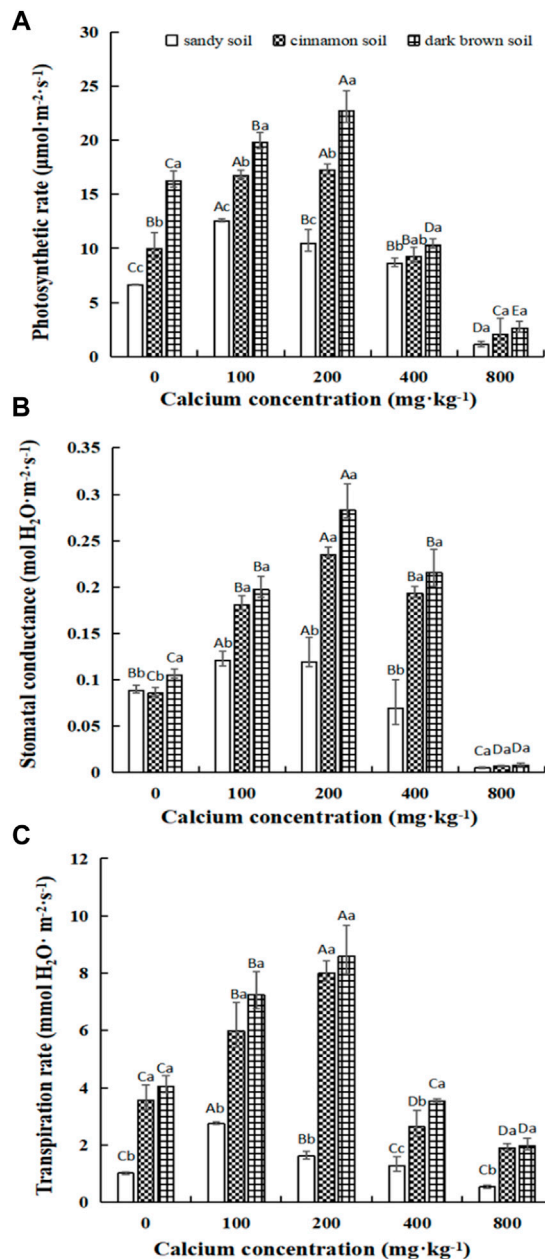 A
sandy soil cinnamon soil dark brown soil
30
25
20
15
10
5
0
Photosynthetic rate (μmol·m⁻²·s⁻¹)
Cc Bb Ca
Ac Ab Ba
Bc Ab Aa
Bb Bab Da
Da Ca Ea
0 100 200 400 800
Calcium concentration (mg·kg⁻¹)
B
0.35
0.3
0.25
0.2
0.15
0.1
0.05
0
Stomatal conductance (mol H₂O·m⁻²·s⁻¹)
Bb Cb Ca
Ab Ba Ba
Ab Aa Aa
Bb Ba Ba
Ca Da Da
0 100 200 400 800
Calcium concentration (mg·kg⁻¹)
C
12
10
8
6
4
2
0
Transpiration rate (mmol H₂O· m⁻²·s⁻¹)
Cb Ca Ca
Ab Ba Ba
Bb Aa Aa
Cc Db Ca
Cb Da Da
0 100 200 400 800
Calcium concentration (mg·kg⁻¹)